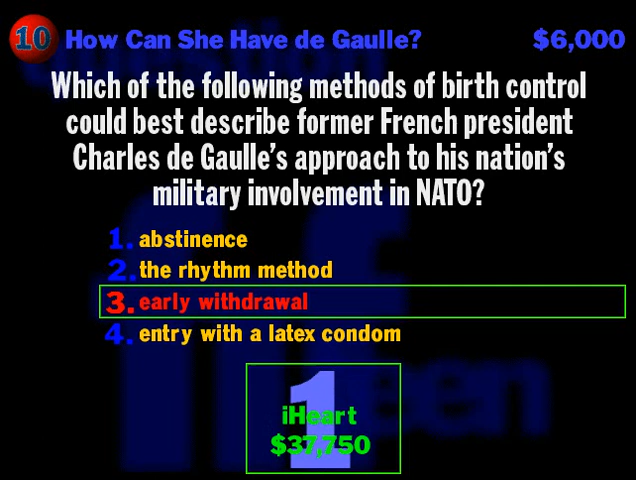 10 How Can She Have de Gaulle? $6,000
Which of the following methods of birth control
could best describe former French president
Charles de Gaulle's approach to his nation's
military involvement in NATO?
1. abstinence
2. the rhythm method
3. early withdrawal
4. entry with a latex condom
1
iHeart
$37,750